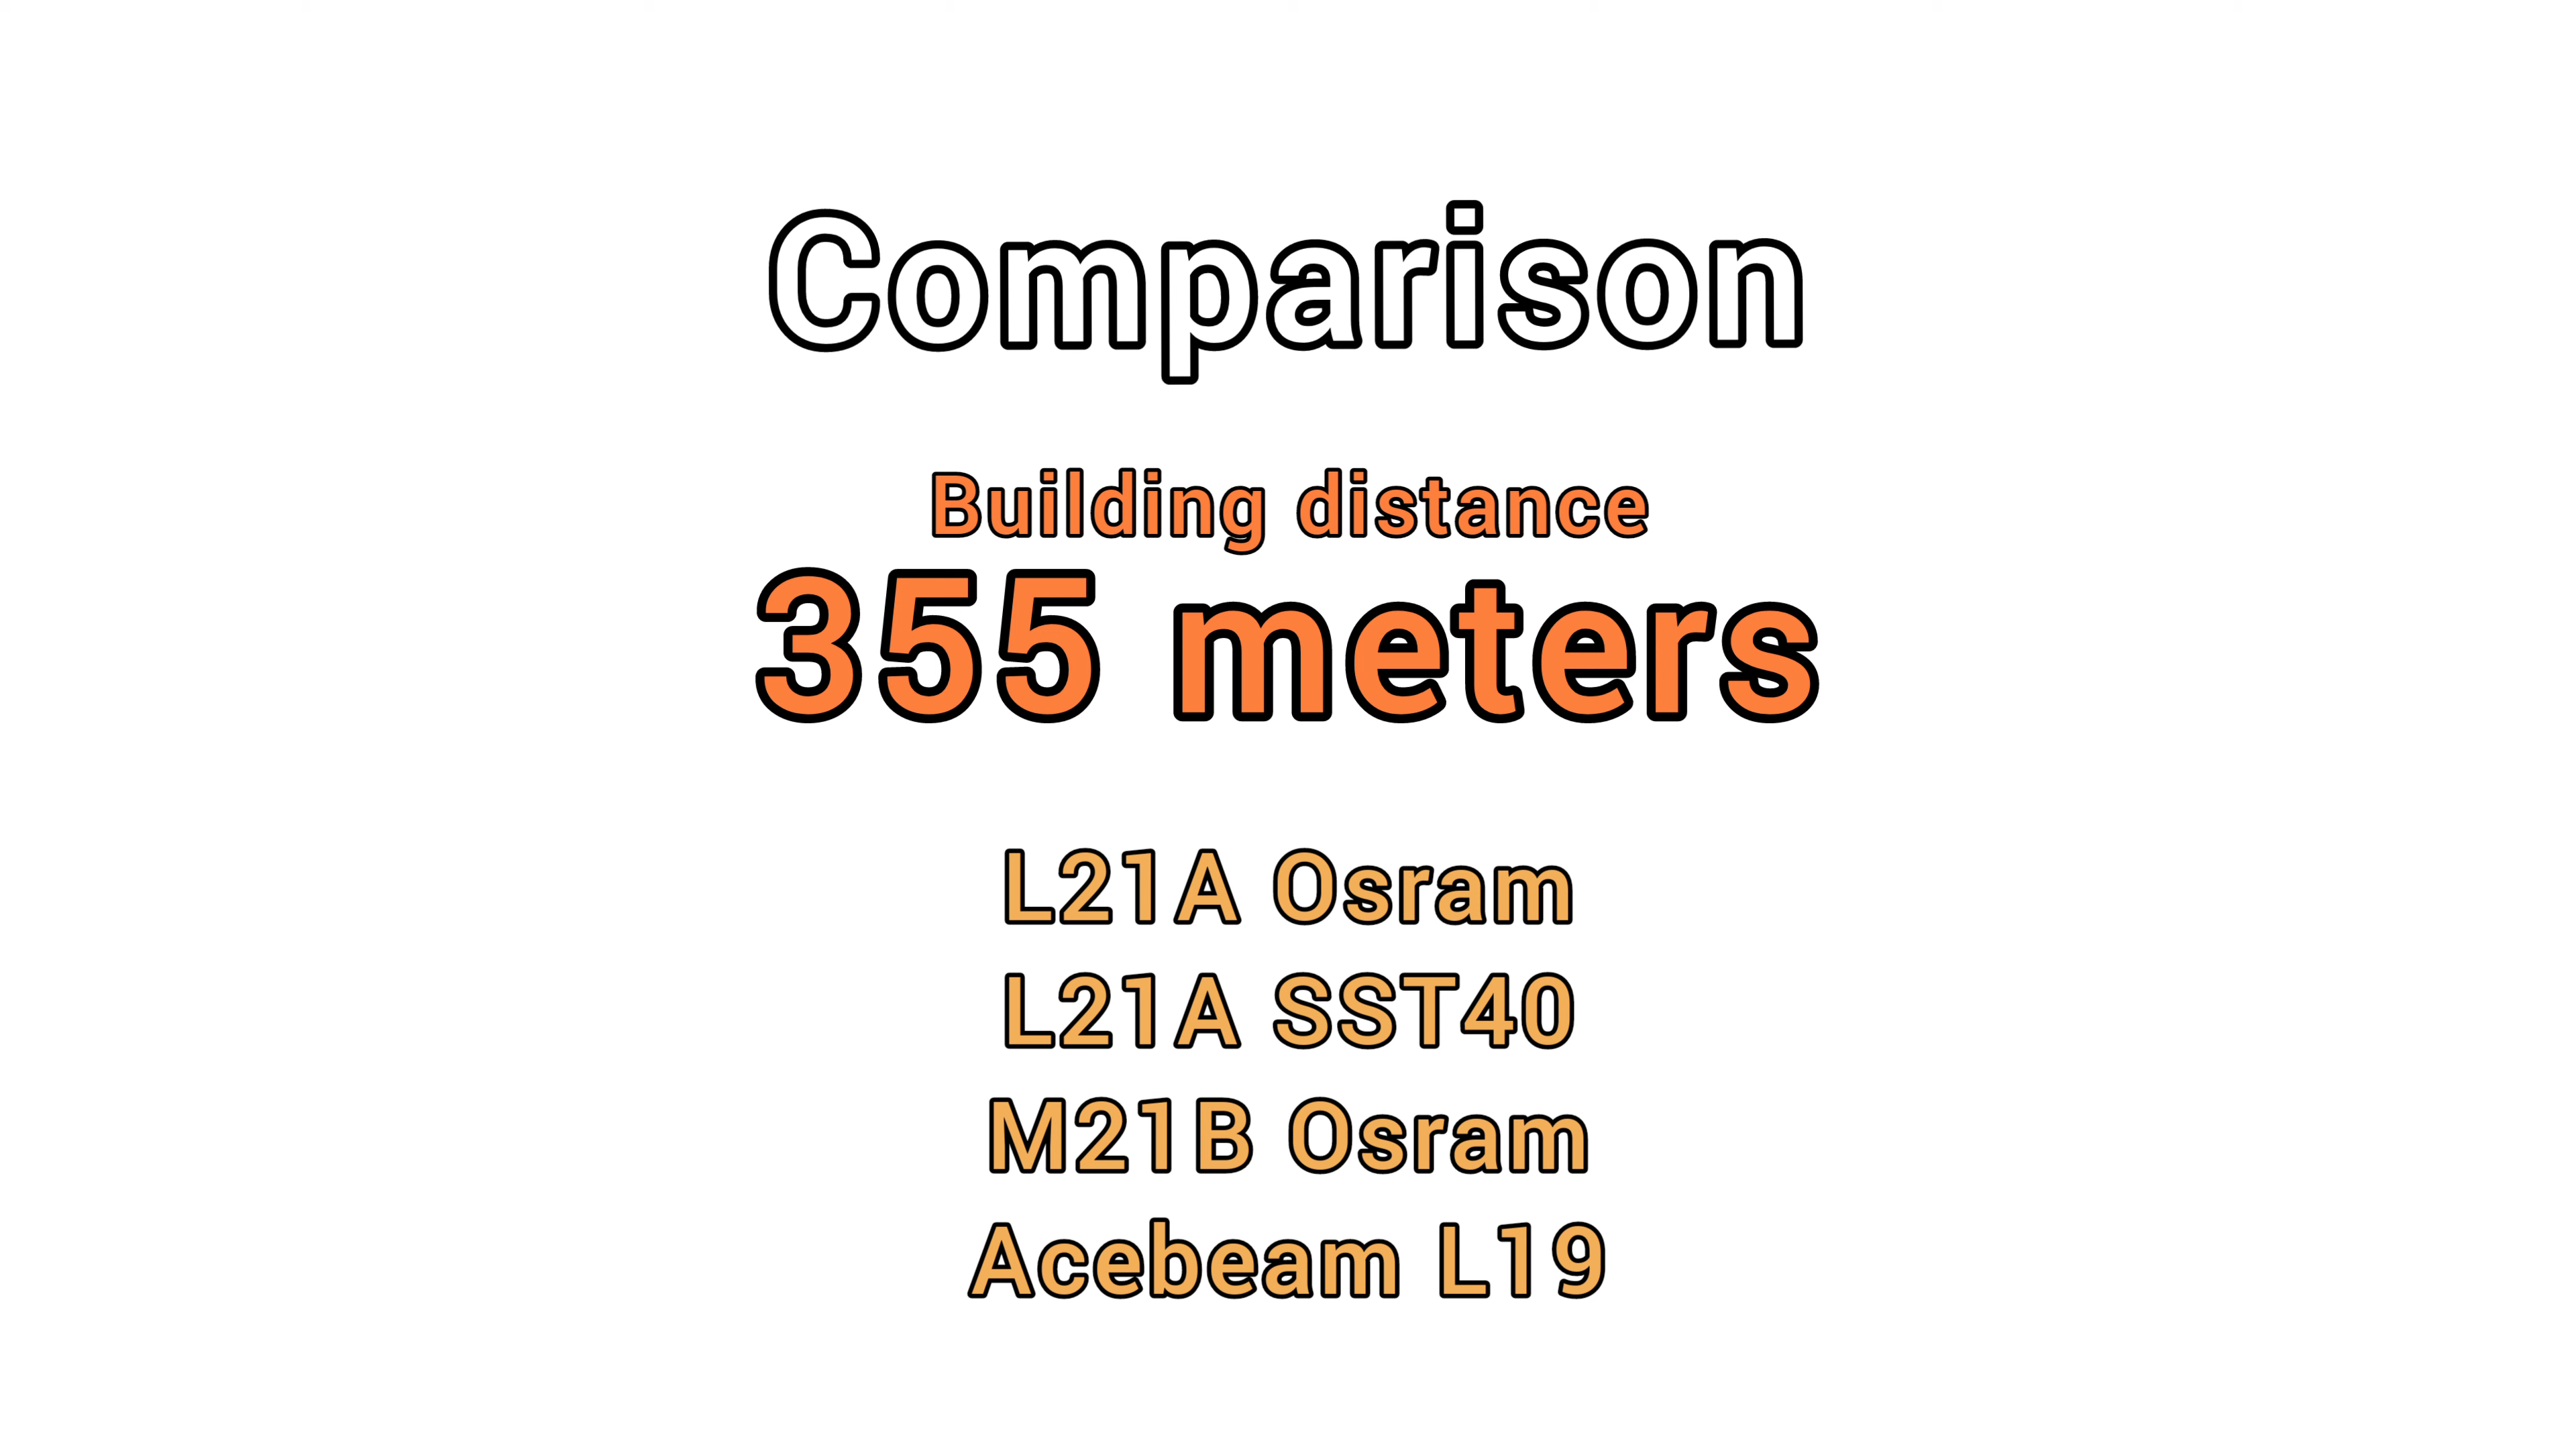 Comparison
Building distance
355 meters
L21A Osram
L21A SST40
M21B Osram
Acebeam L19